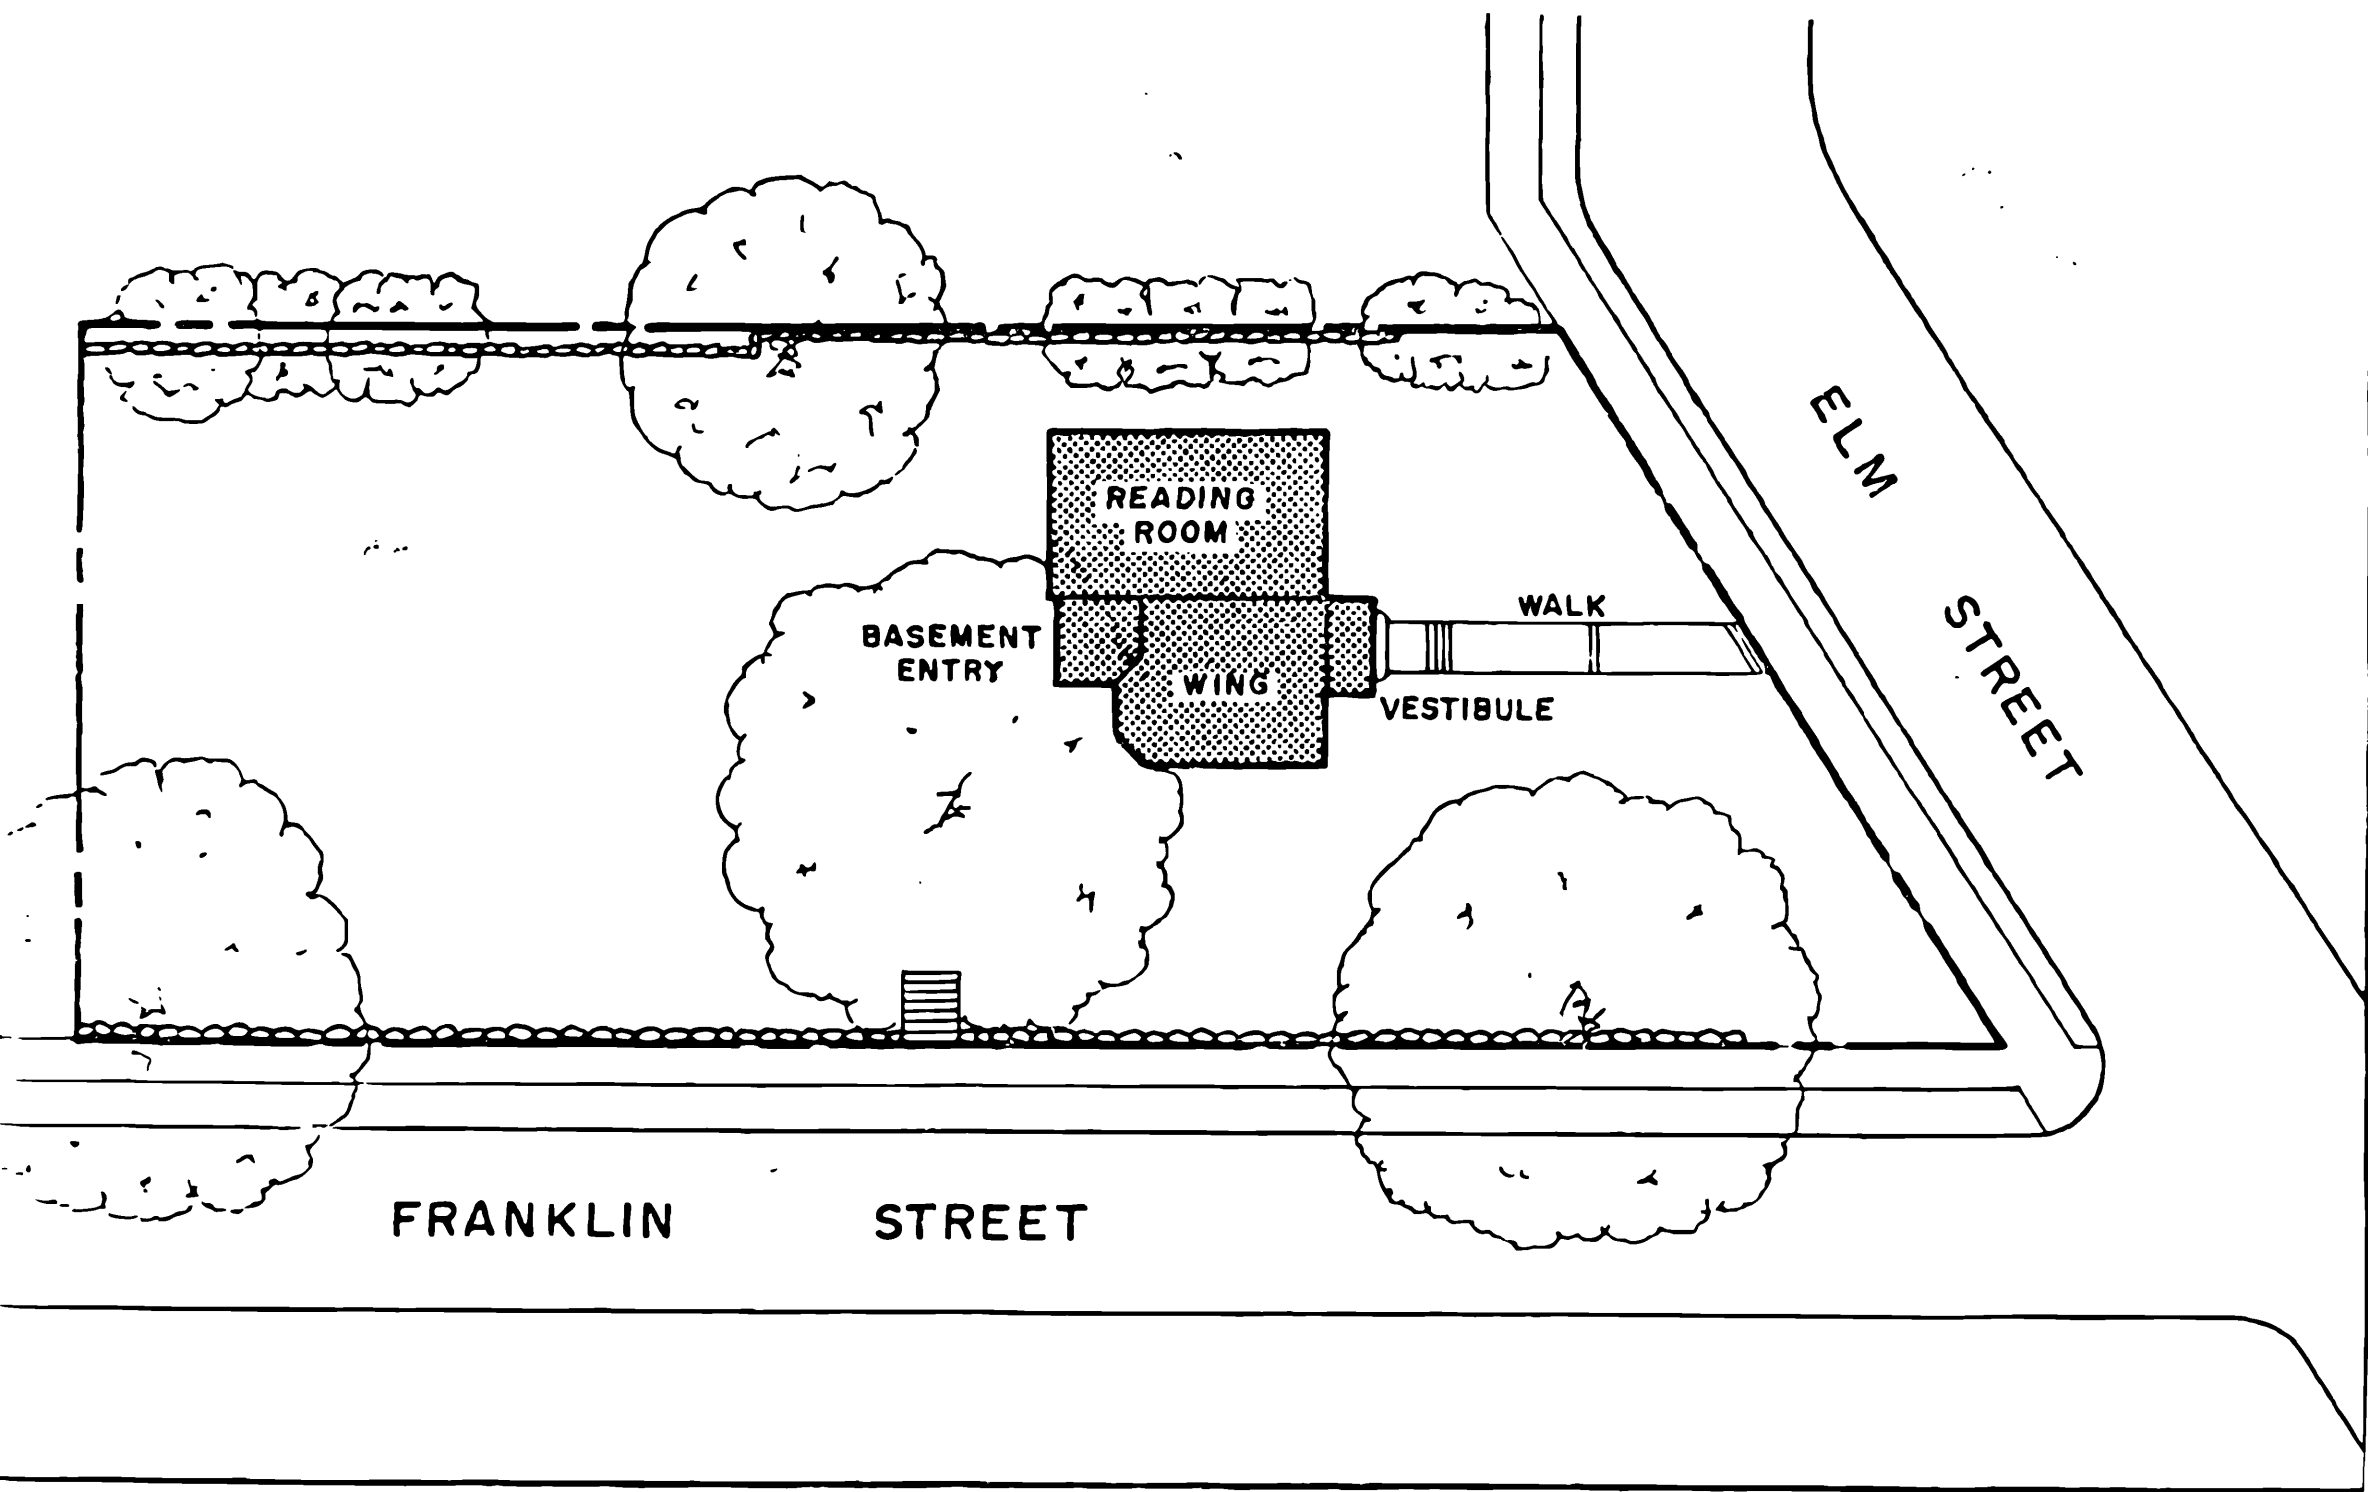 READING
ROOM
BASEMENT
ENTRY
WING
WALK
VESTIBULE
ELM STREET
FRANKLIN STREET